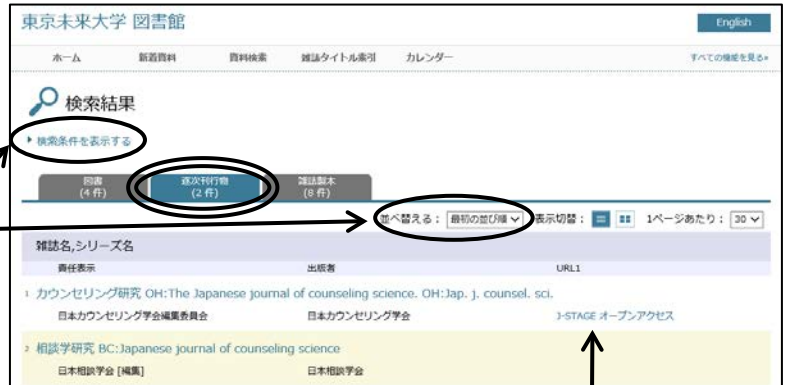 東京未来大学 図書館
English
ホーム 新着資料 資料検索 雑誌タイトル索引 カレンダー すべての機能を見る»
検索結果
検索条件を表示する
図書 (4 件) 逐次刊行物 (2 件) 雑誌製本 (8 件)
並べ替える： 最初の並び順 表示切替： 1ページあたり： 30
雑誌名,シリーズ名
責任表示 出版者 URL1
1 カウンセリング研究 OH:The Japanese journal of counseling science. OH:Jap. j. counsel. sci.
日本カウンセリング学会編集委員会 日本カウンセリング学会 J-STAGE オープンアクセス
2 相談学研究 BC:Japanese journal of counseling science
日本相談学会 [編集] 日本相談学会